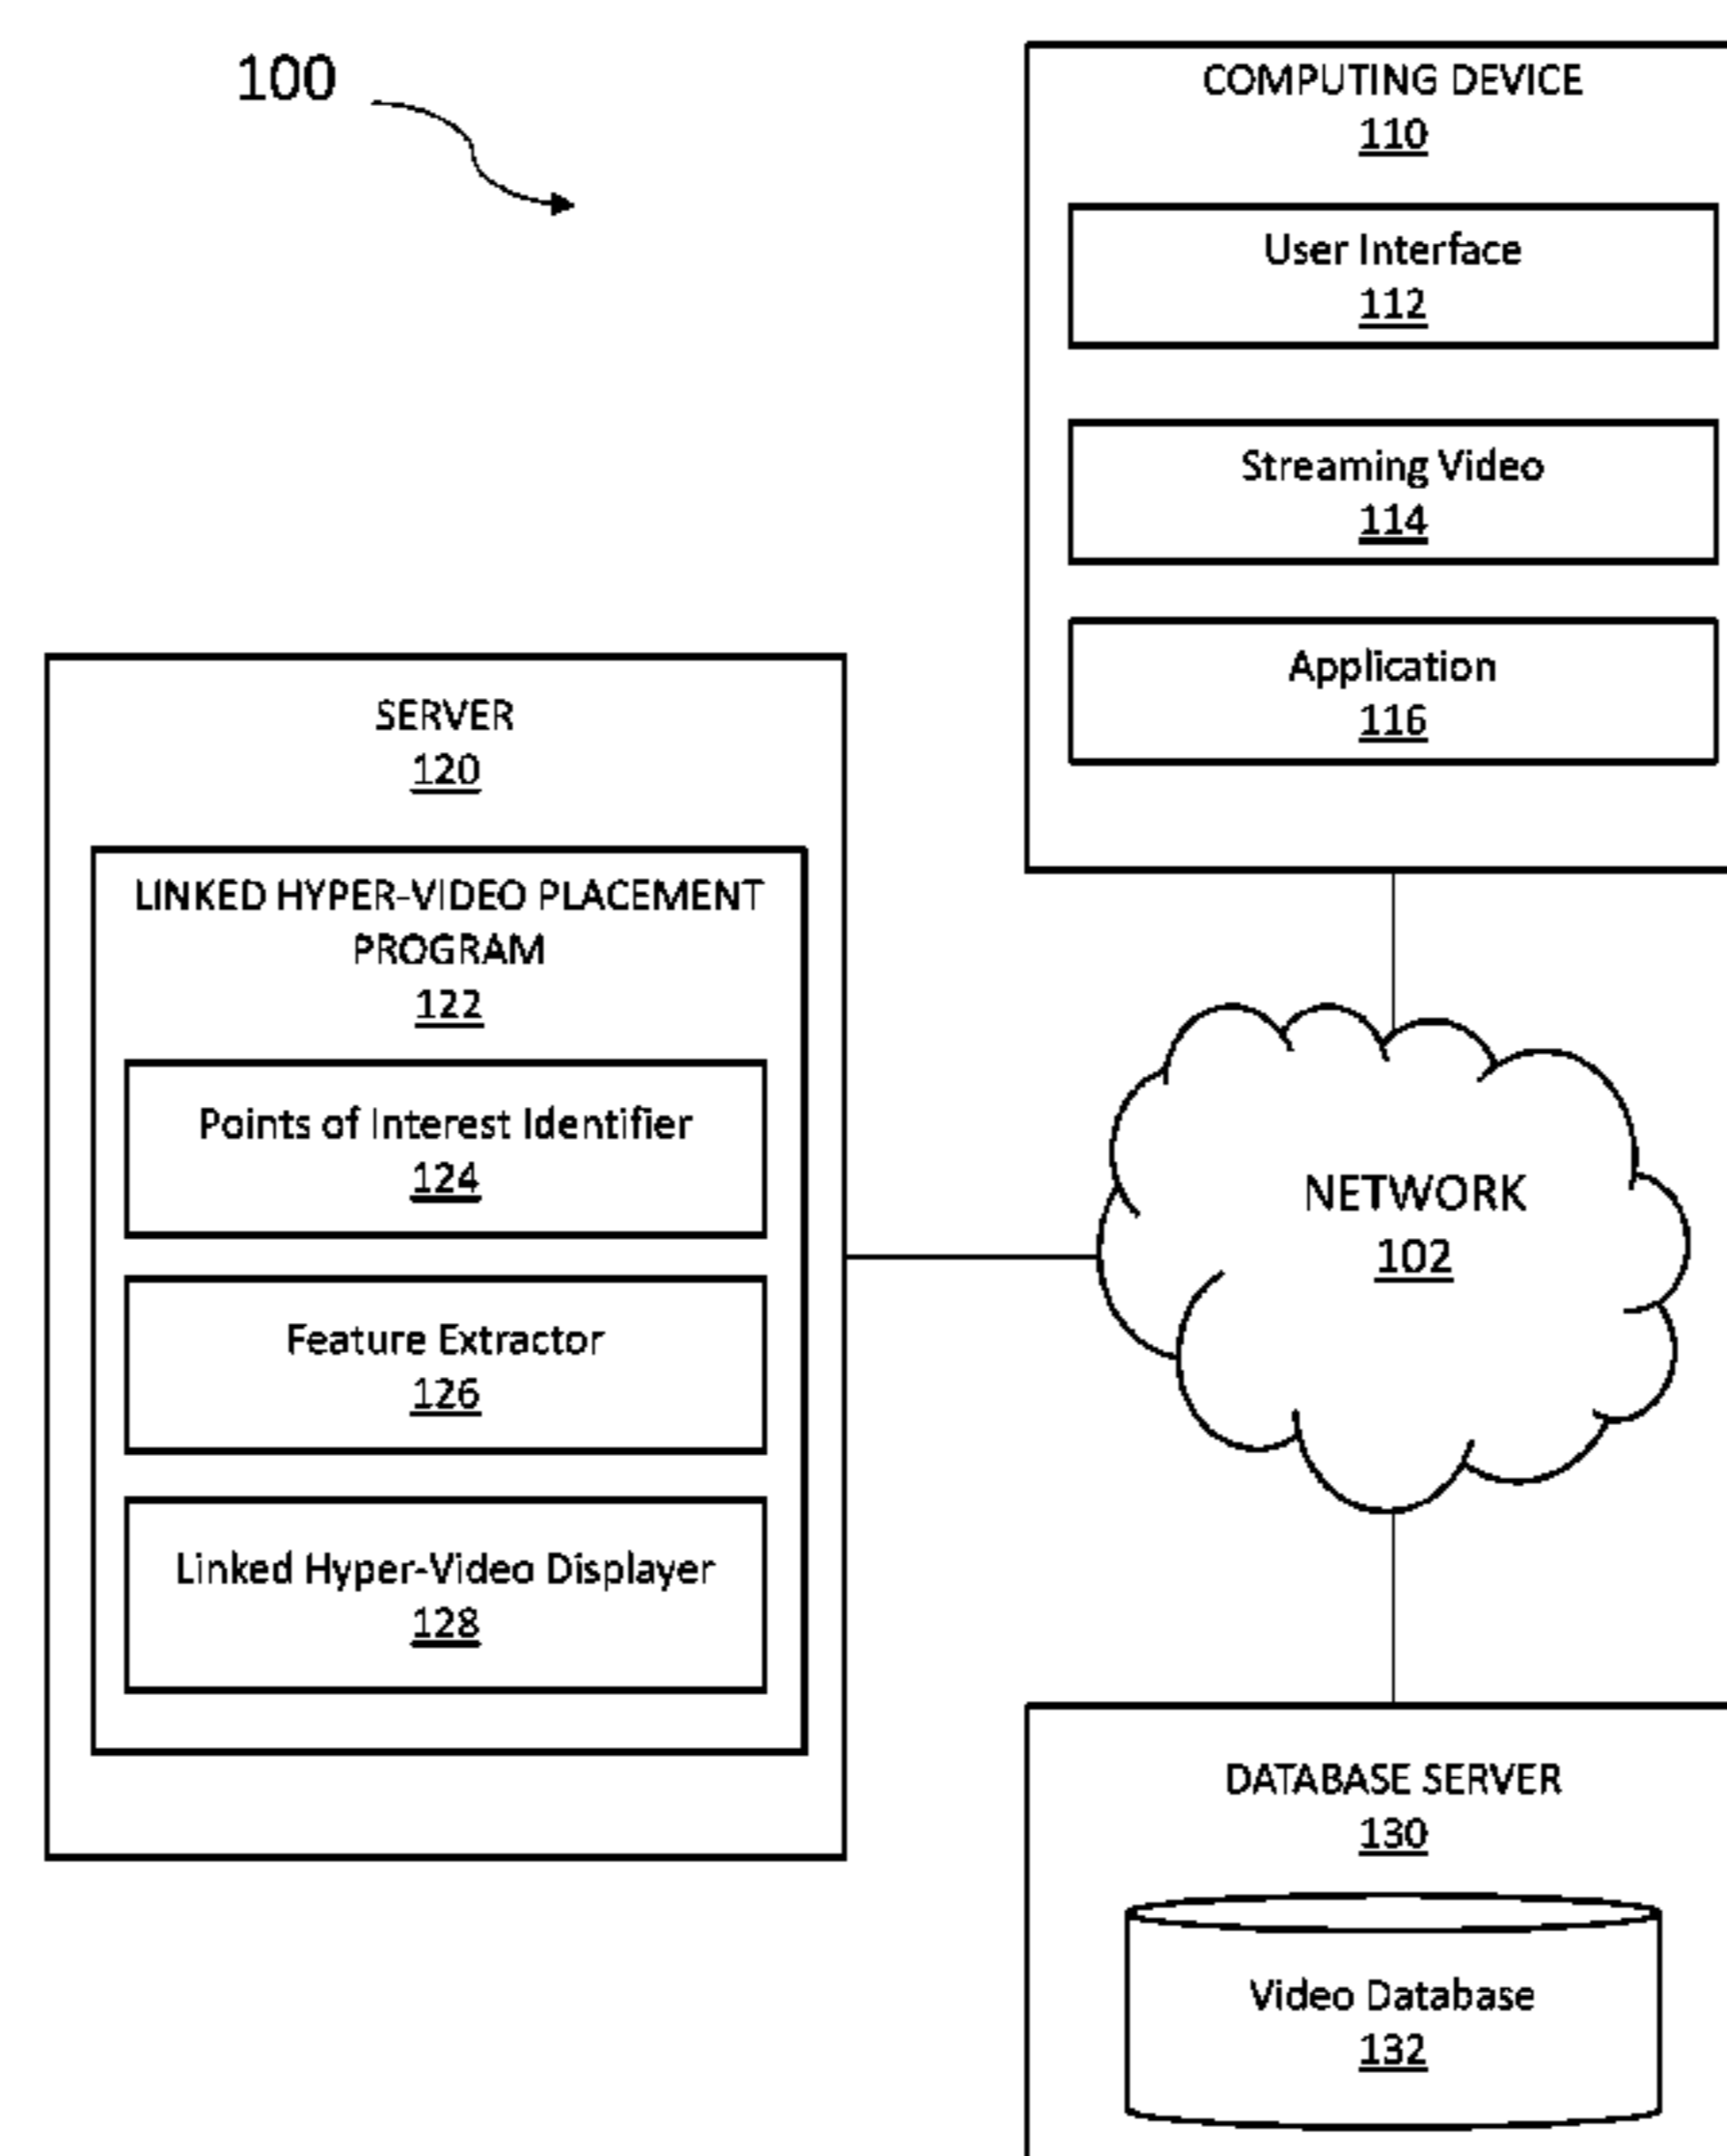 100
COMPUTING DEVICE
110
User Interface
112
Streaming Video
114
Application
116
SERVER
120
LINKED HYPER-VIDEO PLACEMENT
PROGRAM
122
Points of Interest Identifier
124
Feature Extractor
126
Linked Hyper-Video Displayer
128
NETWORK
102
DATABASE SERVER
130
Video Database
132